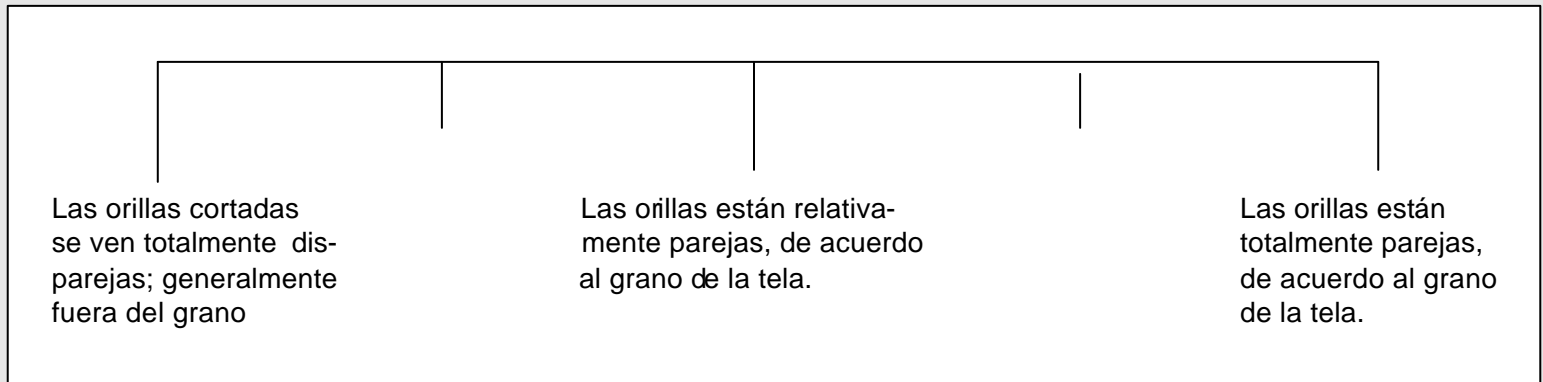 Las orillas cortadas
se ven totalmente dis-
parejas; generalmente
fuera del grano
Las orillas están relativa-
mente parejas, de acuerdo
al grano de la tela.
Las orillas están
totalmente parejas,
de acuerdo al grano
de la tela.